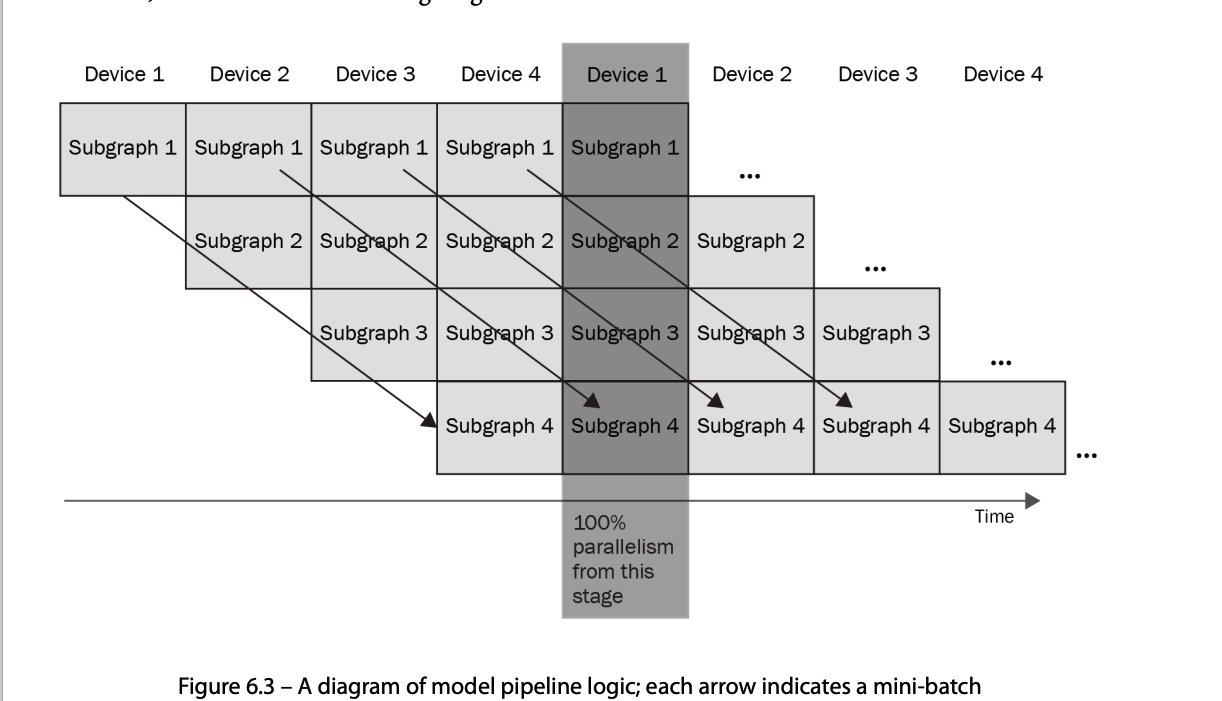 Device 1 Device 2 Device 3 Device 4 Device 1 Device 2 Device 3 Device 4
Subgraph 1 Subgraph 1 Subgraph 1 Subgraph 1 Subgraph 1
...
Subgraph 2 Subgraph 2 Subgraph 2 Subgraph 2 Subgraph 2
...
Subgraph 3 Subgraph 3 Subgraph 3 Subgraph 3 Subgraph 3
...
Subgraph 4 Subgraph 4 Subgraph 4 Subgraph 4 Subgraph 4
...
Time
100%
parallelism
from this
stage
Figure 6.3 – A diagram of model pipeline logic; each arrow indicates a mini-batch